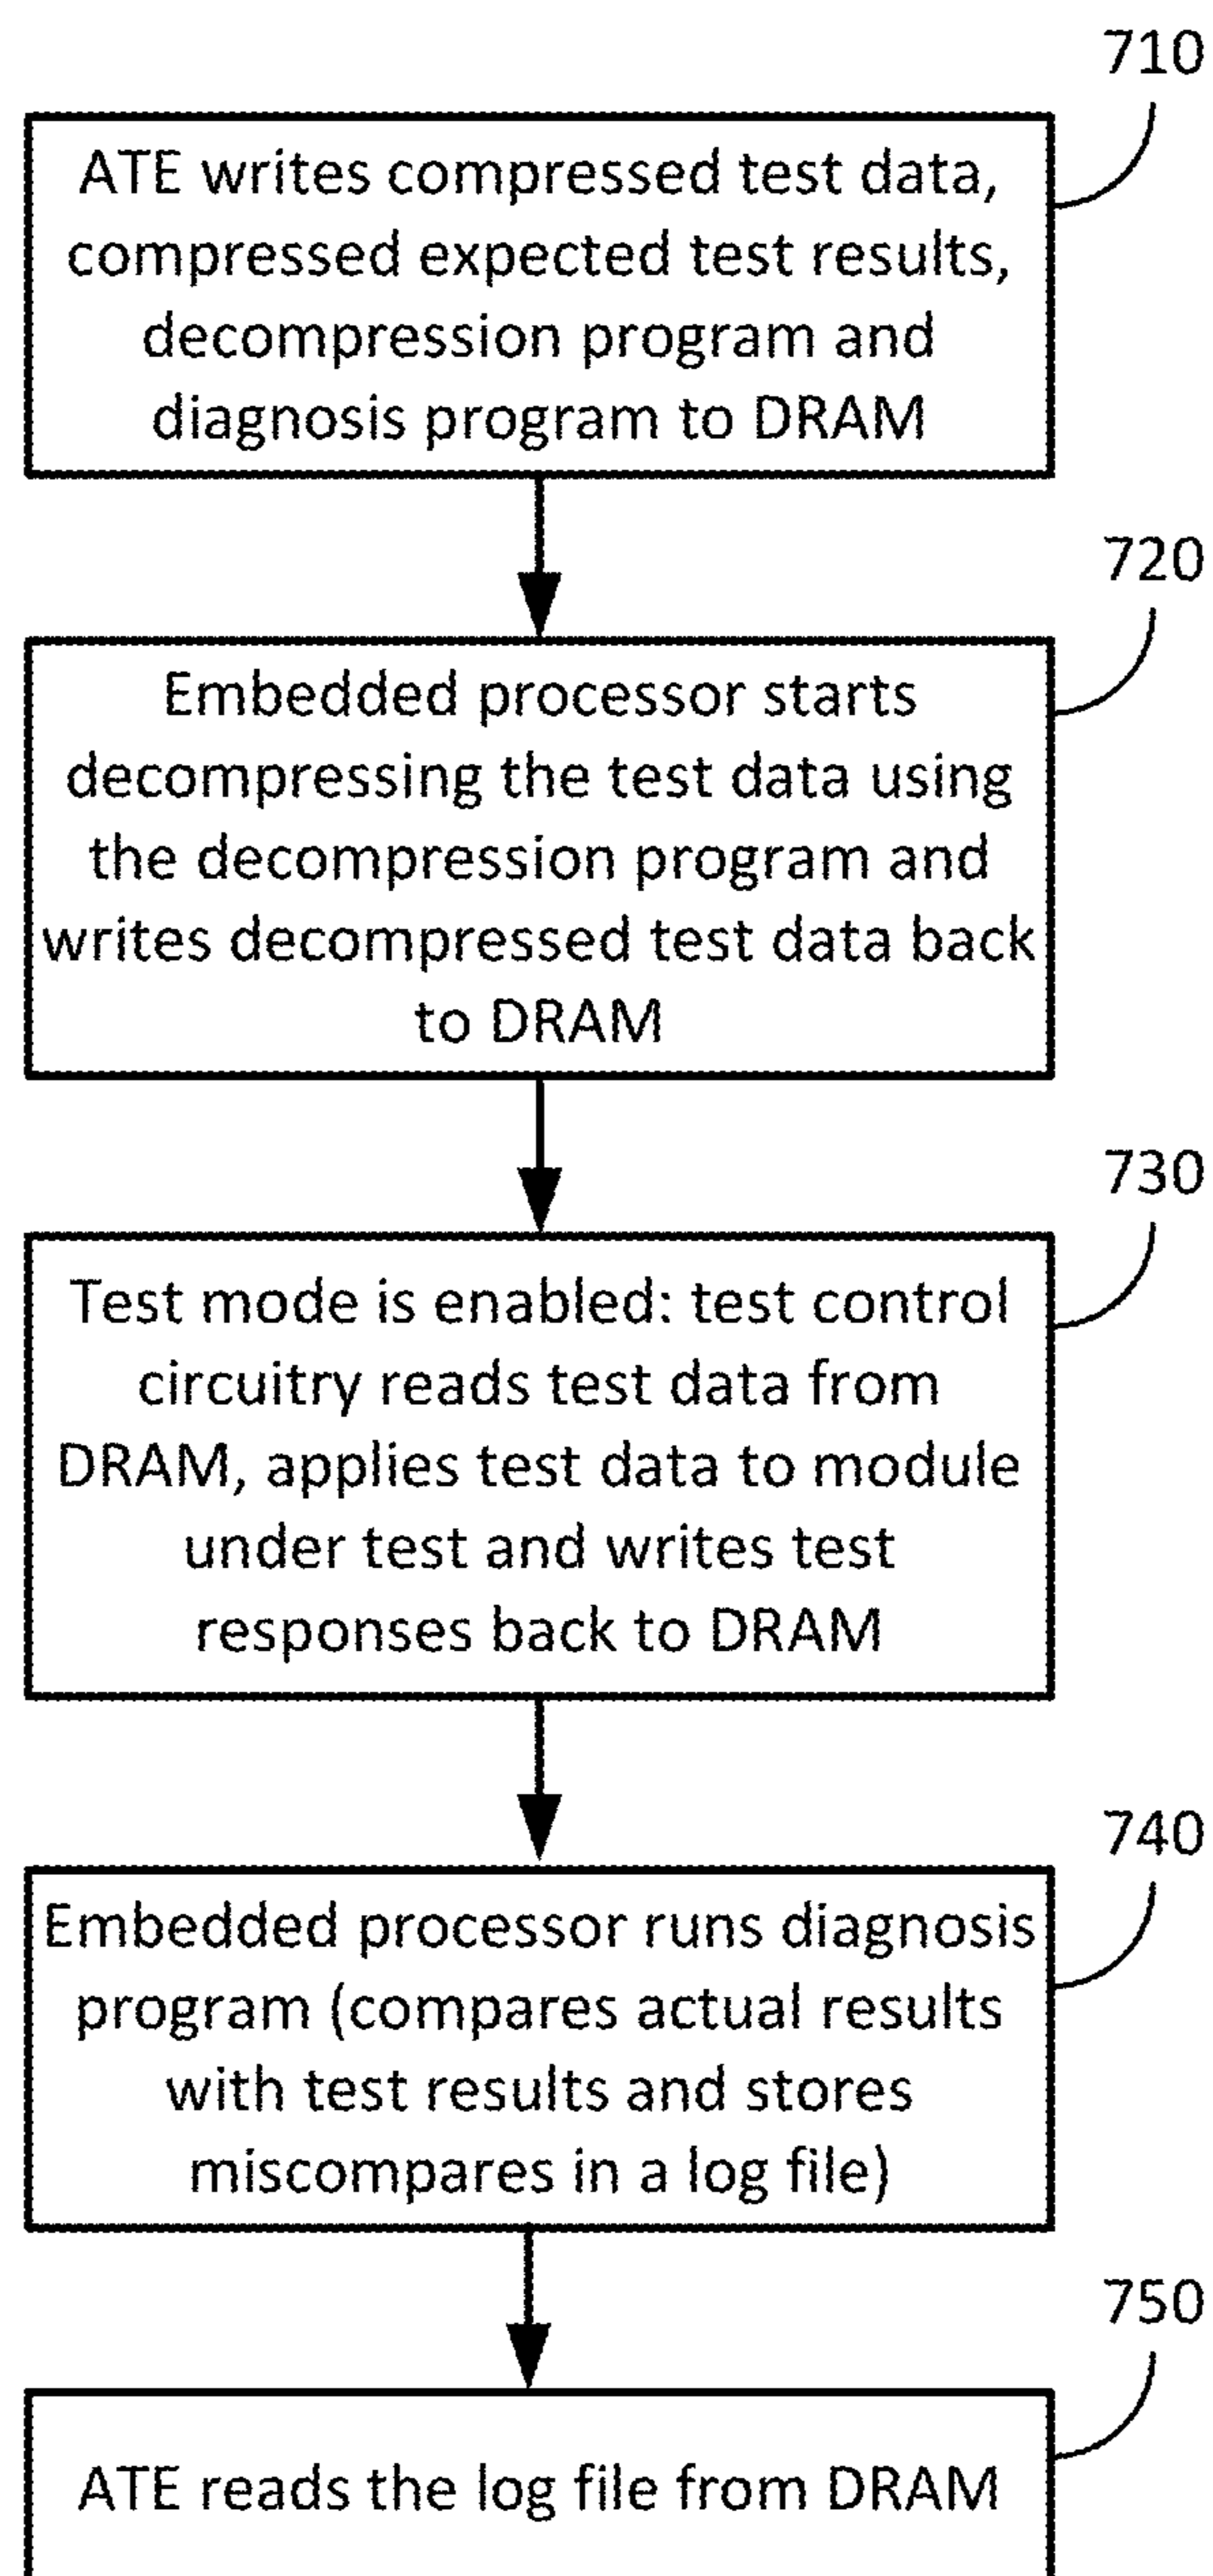 710
ATE writes compressed test data,
compressed expected test results,
decompression program and
diagnosis program to DRAM
720
Embedded processor starts
decompressing the test data using
the decompression program and
writes decompressed test data back
to DRAM
730
Test mode is enabled: test control
circuitry reads test data from
DRAM, applies test data to module
under test and writes test
responses back to DRAM
740
Embedded processor runs diagnosis
program (compares actual results
with test results and stores
miscompares in a log file)
750
ATE reads the log file from DRAM